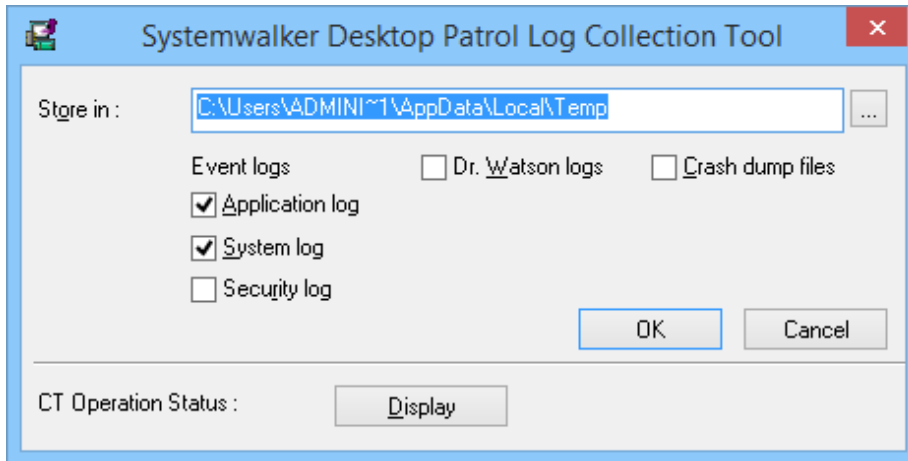 Systemwalker Desktop Patrol Log Collection Tool
Store in : C:\Users\ADMINI~1\AppData\Local\Temp ...
Event logs Dr. Watson logs Crash dump files
Application log
System log
Security log
OK Cancel
CT Operation Status : Display